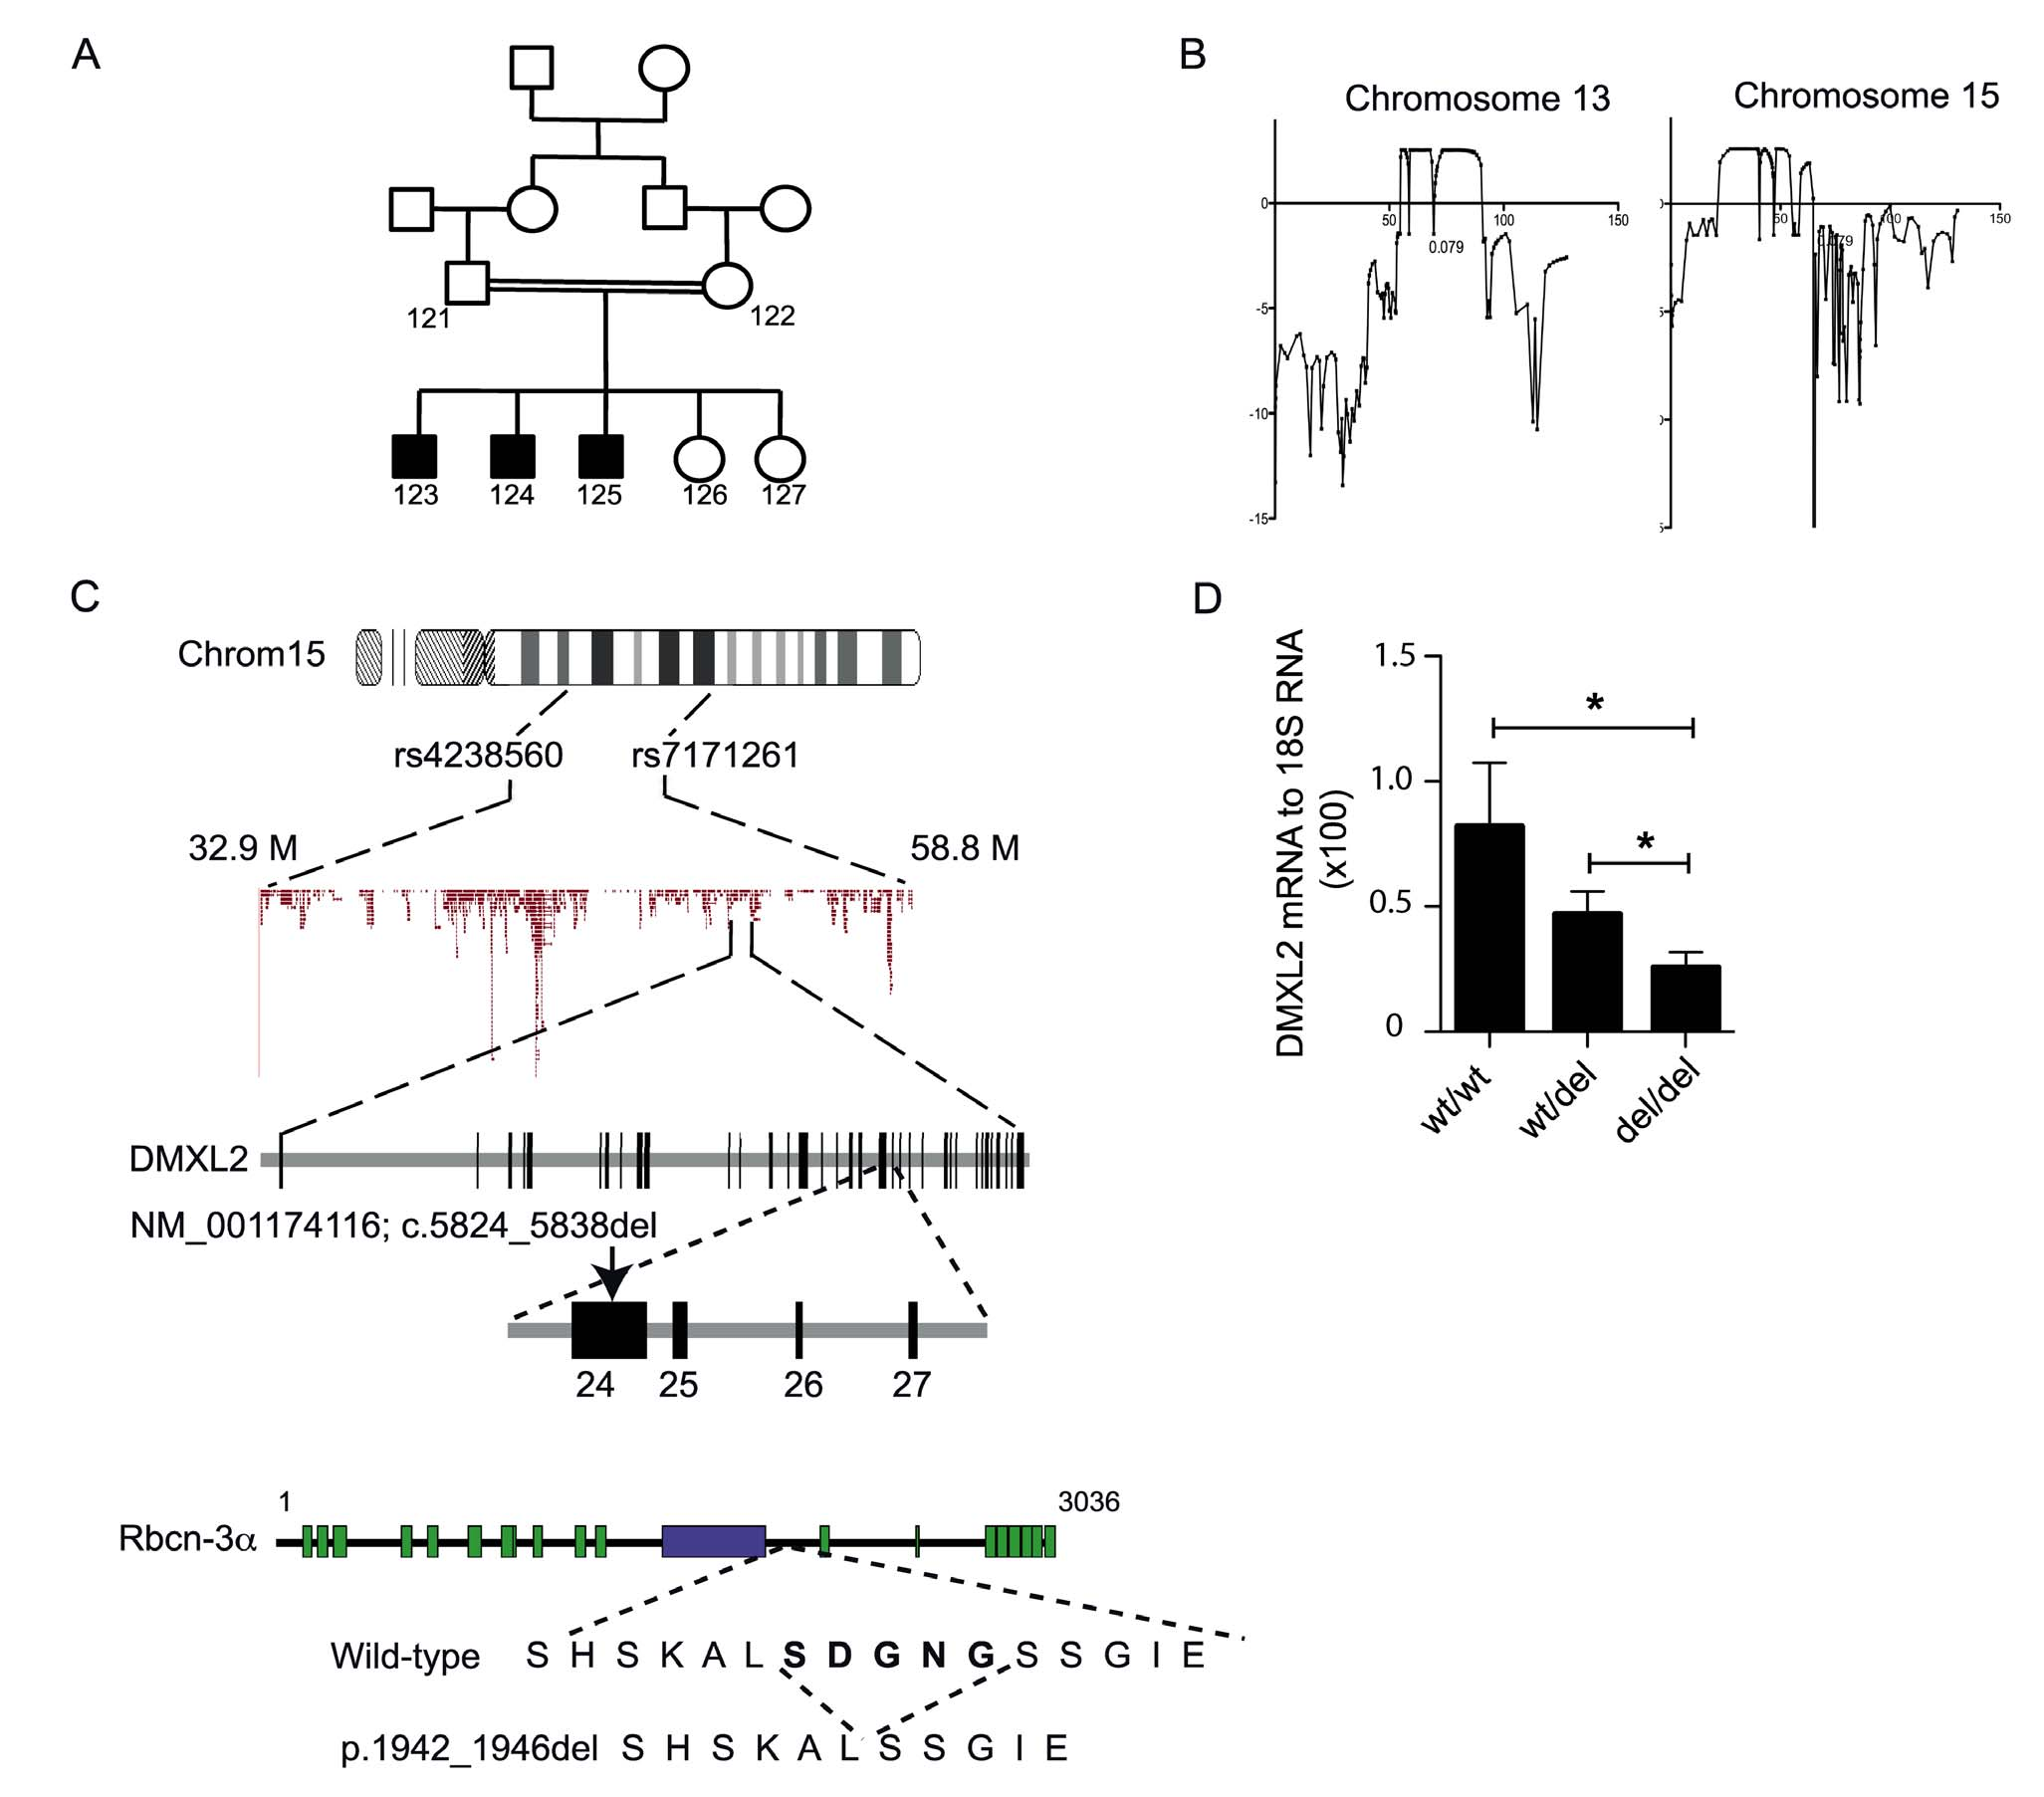 A
121
122
123
124
125
126
127
B
Chromosome 13
0
50
100
150
0.079
-5
-10
-15
Chromosome 15
50
100
150
C
Chrom15
rs4238560
rs7171261
32.9 M
58.8 M
DMXL2
NM_001174116; c.5824_5838del
24
25
26
27
1
3036
Rbcn-3α
Wild-type S H S K A L S D G N G S S G I E
p.1942_1946del S H S K A L S S G I E
D
DMXL2 mRNA to 18S RNA
(x100)
1.5
1.0
0.5
0
*
*
wt/wt
wt/del
del/del